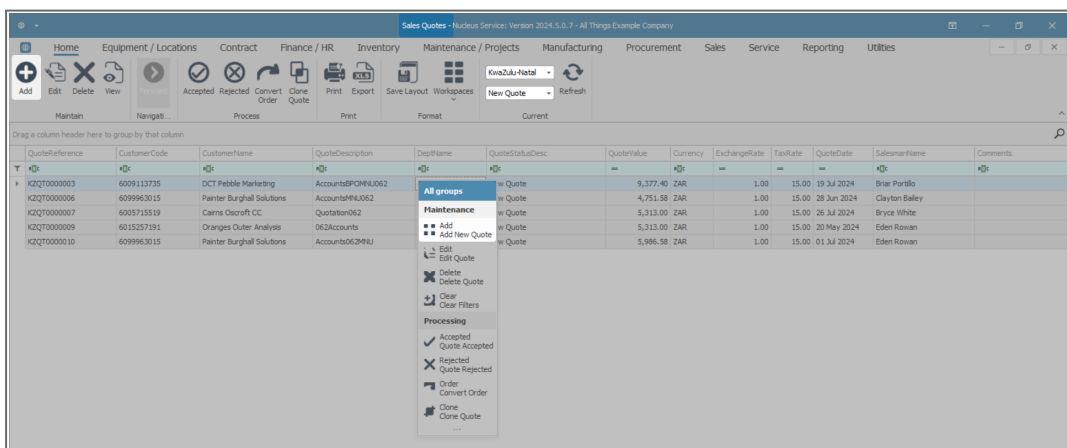 Sales Quotes - Nucleus Service: Version 2024.5.0.7 - All Things Example Company
Home Equipment / Locations Contract Finance / HR Inventory Maintenance / Projects Manufacturing Procurement Sales Service Reporting Utilities
Add Edit Delete View Forward Accepted Rejected Convert Order Clone Quote Print Export Save Layout Workspaces KwaZulu-Natal New Quote Refresh
Maintain Navigati... Process Print Format Current
Drag a column header here to group by that column
QuoteReference CustomerCode CustomerName QuoteDescription DeptName QuoteStatusDesc QuoteValue Currency ExchangeRate TaxRate QuoteDate SalesmanName Comments
KZQT0000003 6009113735 DCT Pebble Marketing AccountsBPOMNU062 w Quote 9,377.40 ZAR 1.00 15.00 19 Jul 2024 Briar Portillo
KZQT0000006 6099963015 Painter Burghall Solutions AccountsMNU062 w Quote 4,751.58 ZAR 1.00 15.00 28 Jun 2024 Clayton Bailey
KZQT0000007 6005715519 Cairns Oscroft CC Quotation062 w Quote 5,313.00 ZAR 1.00 15.00 26 Jul 2024 Bryce White
KZQT0000009 6015257191 Oranges Outer Analysis 062Accounts w Quote 5,313.00 ZAR 1.00 15.00 20 May 2024 Eden Rowan
KZQT0000010 6099963015 Painter Burghall Solutions Accounts062MNU w Quote 5,986.58 ZAR 1.00 15.00 01 Jul 2024 Eden Rowan
All groups
Maintenance
Add
Add New Quote
Edit
Edit Quote
Delete
Delete Quote
Clear
Clear Filters
Processing
Accepted
Quote Accepted
Rejected
Quote Rejected
Order
Convert Order
Clone
Clone Quote
...